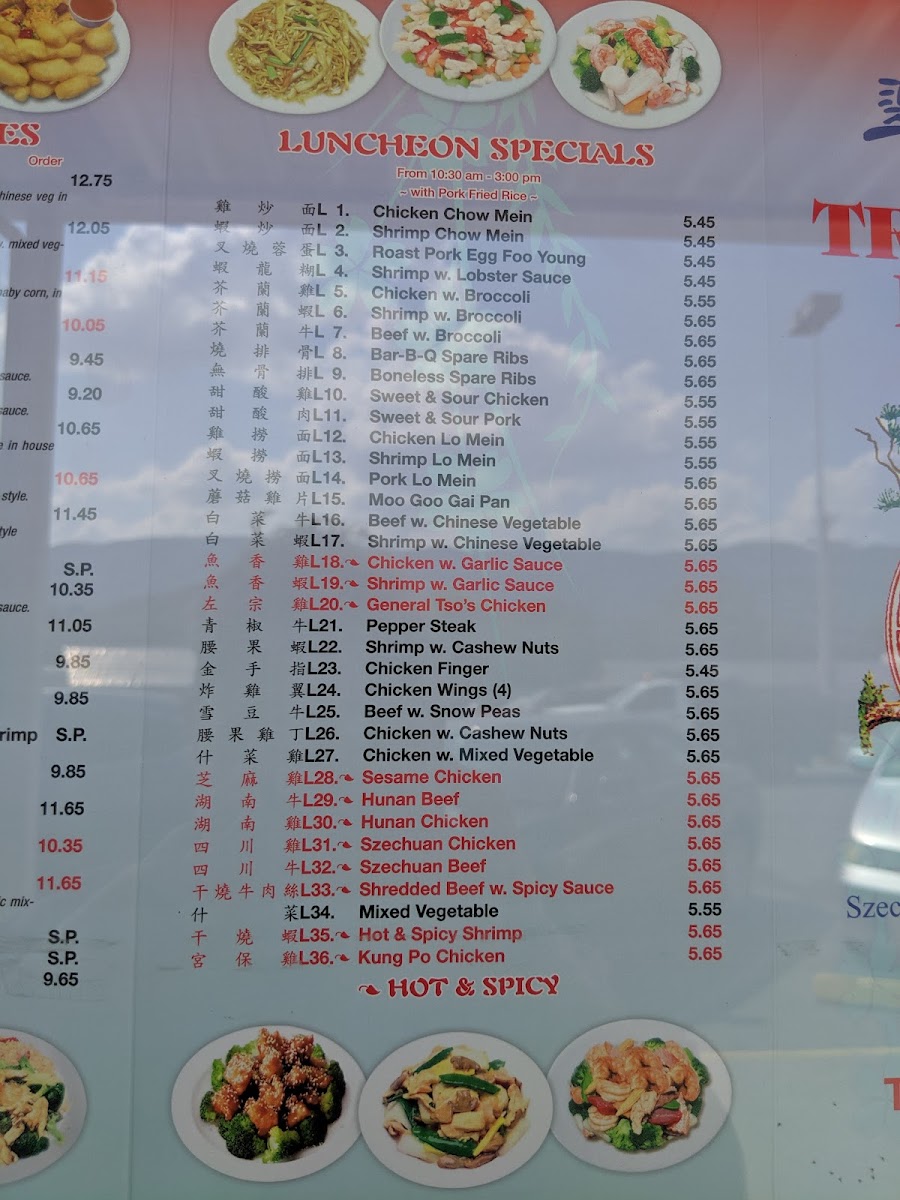 ES
Order
12.75
hinese veg in
12.05
. mixed veg-
11.15
baby corn, in
10.05
9.45
sauce.
9.20
sauce.
10.65
e in house
10.65
style.
11.45
tyle
S.P.
10.35
sauce.
11.05
9.85
9.85
rimp S.P.
9.85
11.65
10.35
11.65
c mix-
S.P.
S.P.
9.65
LUNCHEON SPECIALS
From 10:30 am - 3:00 pm
~ with Pork Fried Rice ~
雞炒面 L 1. Chicken Chow Mein 5.45
蝦炒面 L 2. Shrimp Chow Mein 5.45
叉燒蓉蛋 L 3. Roast Pork Egg Foo Young 5.45
蝦龍糊 L 4. Shrimp w. Lobster Sauce 5.45
芥蘭雞 L 5. Chicken w. Broccoli 5.55
芥蘭蝦 L 6. Shrimp w. Broccoli 5.65
芥蘭牛 L 7. Beef w. Broccoli 5.65
燒排骨 L 8. Bar-B-Q Spare Ribs 5.65
無骨排 L 9. Boneless Spare Ribs 5.65
甜酸雞 L10. Sweet & Sour Chicken 5.55
甜酸肉 L11. Sweet & Sour Pork 5.55
雞撈面 L12. Chicken Lo Mein 5.55
蝦撈面 L13. Shrimp Lo Mein 5.55
叉燒撈面 L14. Pork Lo Mein 5.65
蘑菇雞片 L15. Moo Goo Gai Pan 5.65
白菜牛 L16. Beef w. Chinese Vegetable 5.65
白菜蝦 L17. Shrimp w. Chinese Vegetable 5.65
魚香雞 L18. Chicken w. Garlic Sauce 5.65
魚香蝦 L19. Shrimp w. Garlic Sauce 5.65
左宗雞 L20. General Tso's Chicken 5.65
青椒牛 L21. Pepper Steak 5.65
腰果蝦 L22. Shrimp w. Cashew Nuts 5.65
金手指 L23. Chicken Finger 5.45
炸雞翼 L24. Chicken Wings (4) 5.65
雪豆牛 L25. Beef w. Snow Peas 5.65
腰果雞丁 L26. Chicken w. Cashew Nuts 5.65
什菜雞 L27. Chicken w. Mixed Vegetable 5.65
芝麻雞 L28. Sesame Chicken 5.65
湖南牛 L29. Hunan Beef 5.65
湖南雞 L30. Hunan Chicken 5.65
四川雞 L31. Szechuan Chicken 5.65
四川牛 L32. Szechuan Beef 5.65
干燒牛肉絲 L33. Shredded Beef w. Spicy Sauce 5.65
什菜 L34. Mixed Vegetable 5.55
干燒蝦 L35. Hot & Spicy Shrimp 5.65
宮保雞 L36. Kung Po Chicken 5.65
HOT & SPICY
Szec